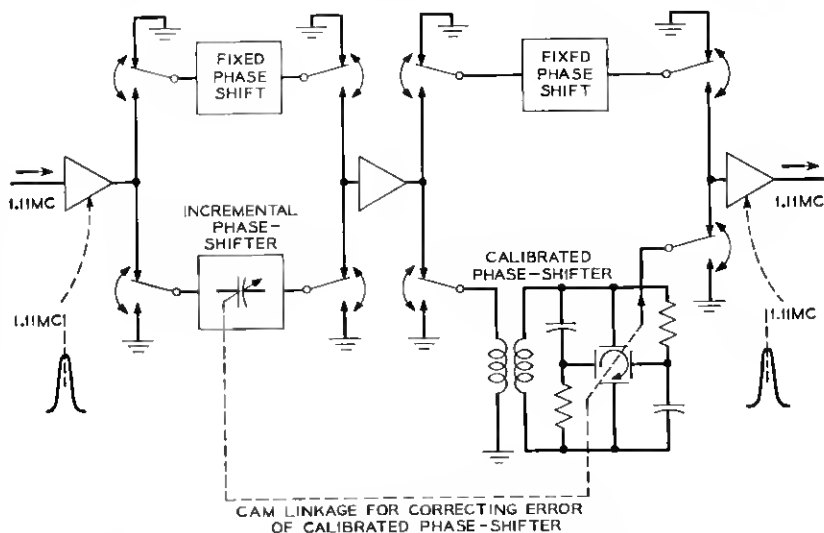 FIXED
PHASE
SHIFT
FIXED
PHASE
SHIFT
1.11MC
INCREMENTAL
PHASE-
SHIFTER
CALIBRATED
PHASE-SHIFTER
1.11MC
1.11MC
1.11MC
CAM LINKAGE FOR CORRECTING ERROR
OF CALIBRATED PHASE-SHIFTER